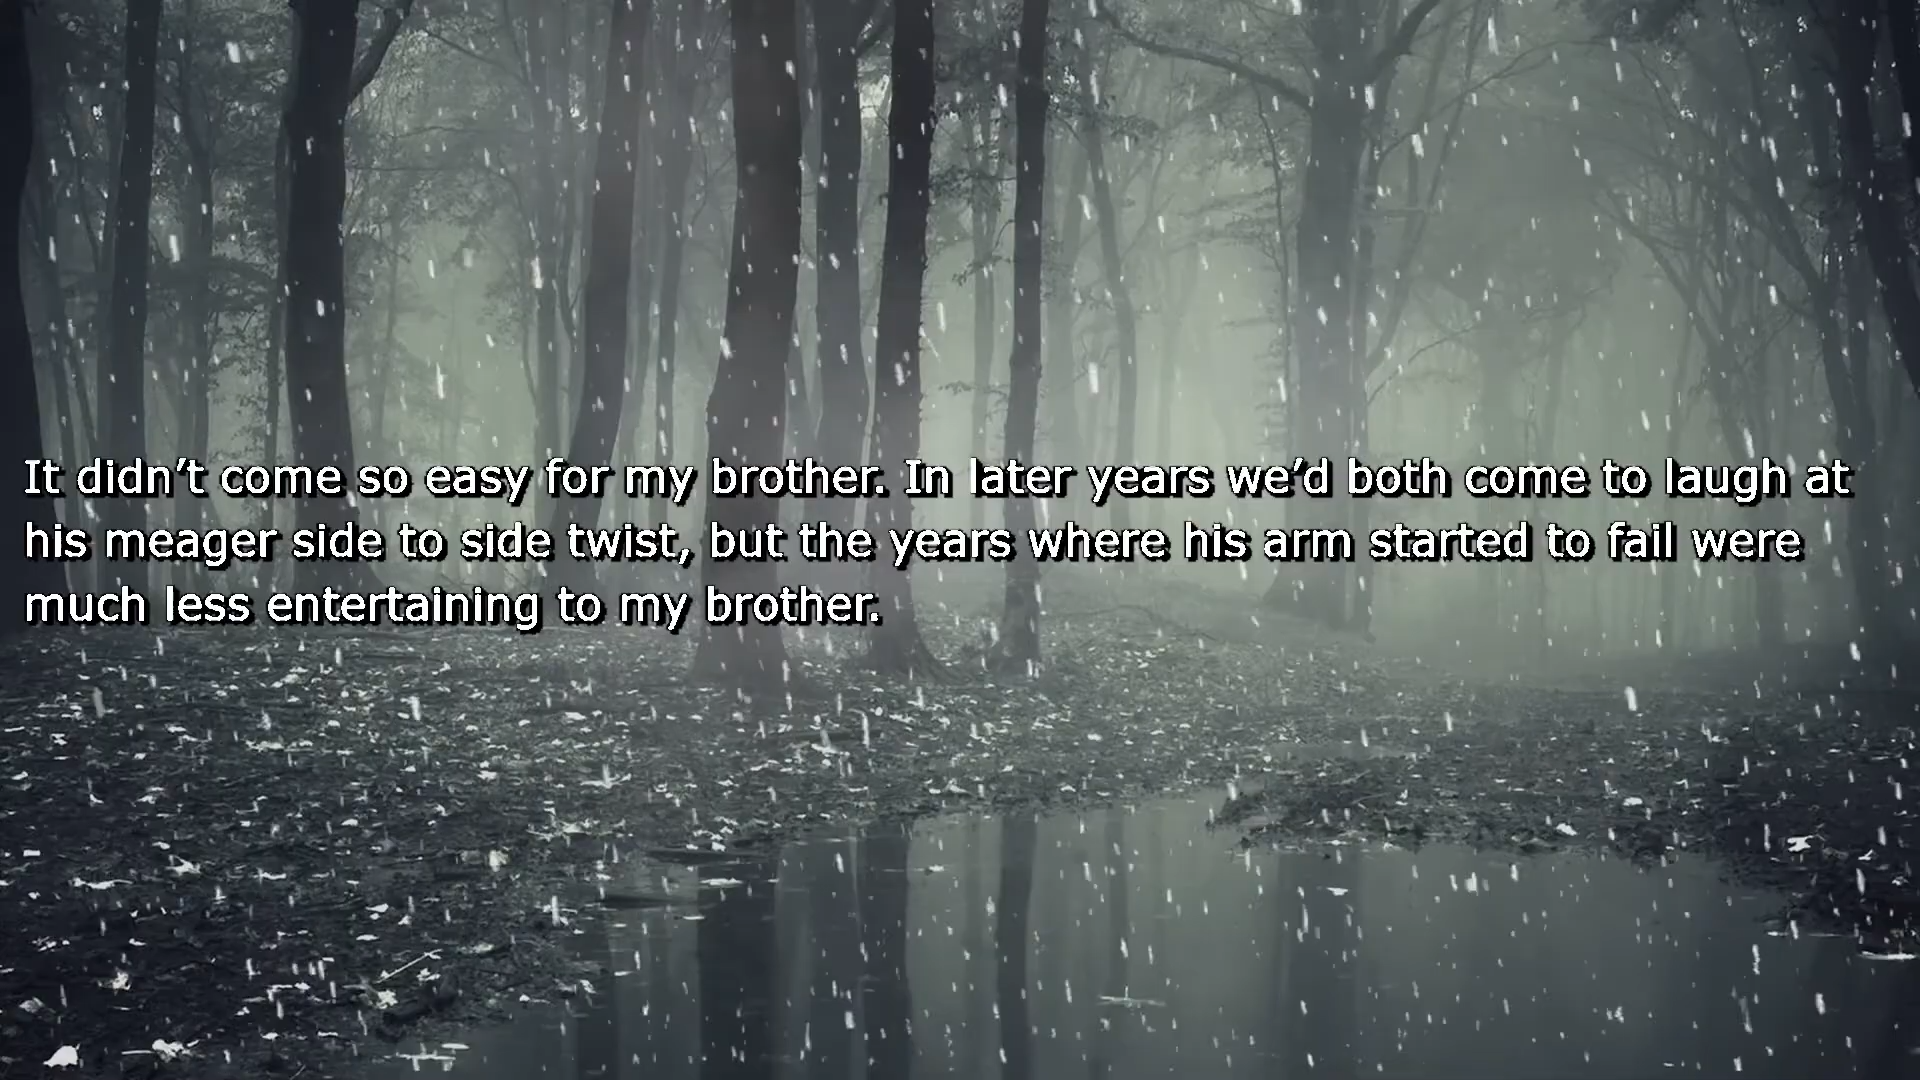 It didn’t come so easy for my brother. In later years we’d both come to laugh at
his meager side to side twist, but the years where his arm started to fail were
much less entertaining to my brother.